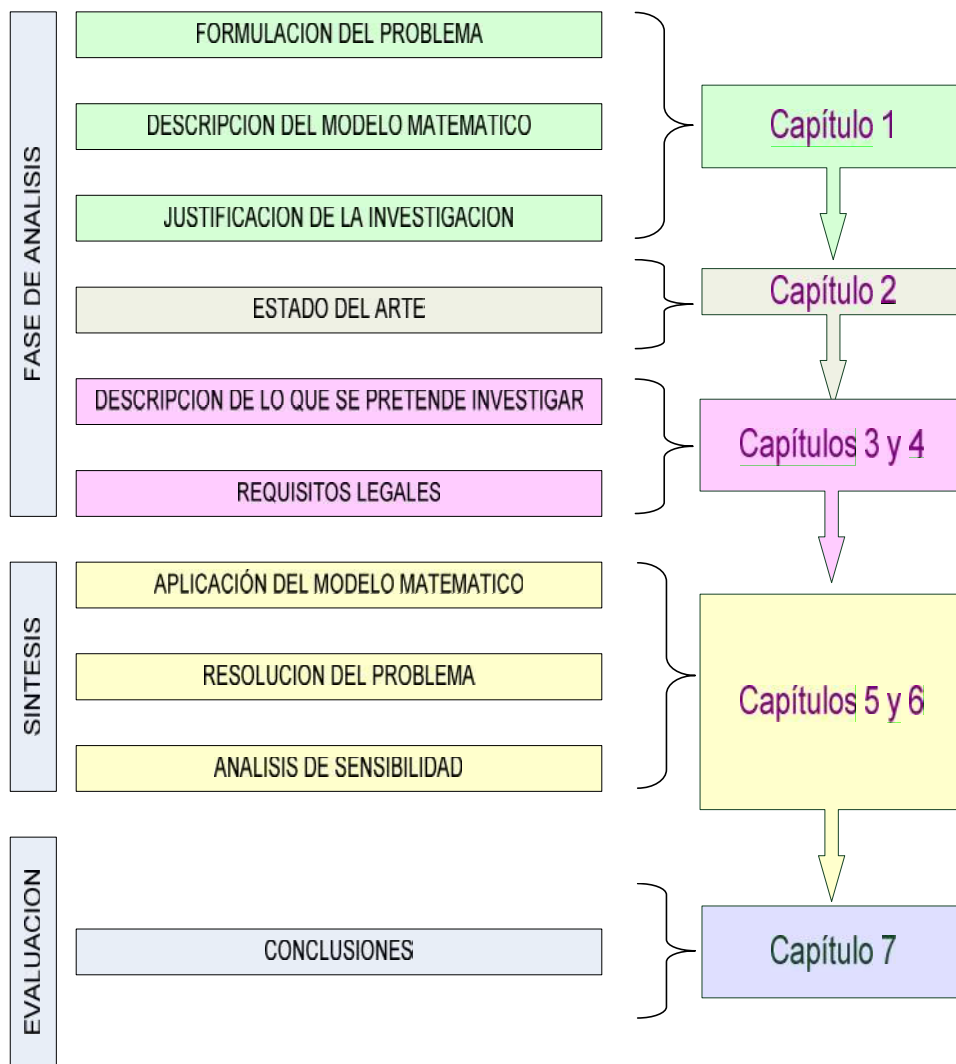 FASE DE ANALISIS
FORMULACION DEL PROBLEMA
DESCRIPCION DEL MODELO MATEMATICO
JUSTIFICACION DE LA INVESTIGACION
Capítulo 1
ESTADO DEL ARTE
Capítulo 2
DESCRIPCION DE LO QUE SE PRETENDE INVESTIGAR
REQUISITOS LEGALES
Capítulos 3 y 4
SINTESIS
APLICACIÓN DEL MODELO MATEMATICO
RESOLUCION DEL PROBLEMA
ANALISIS DE SENSIBILIDAD
Capítulos 5 y 6
EVALUACION
CONCLUSIONES
Capítulo 7